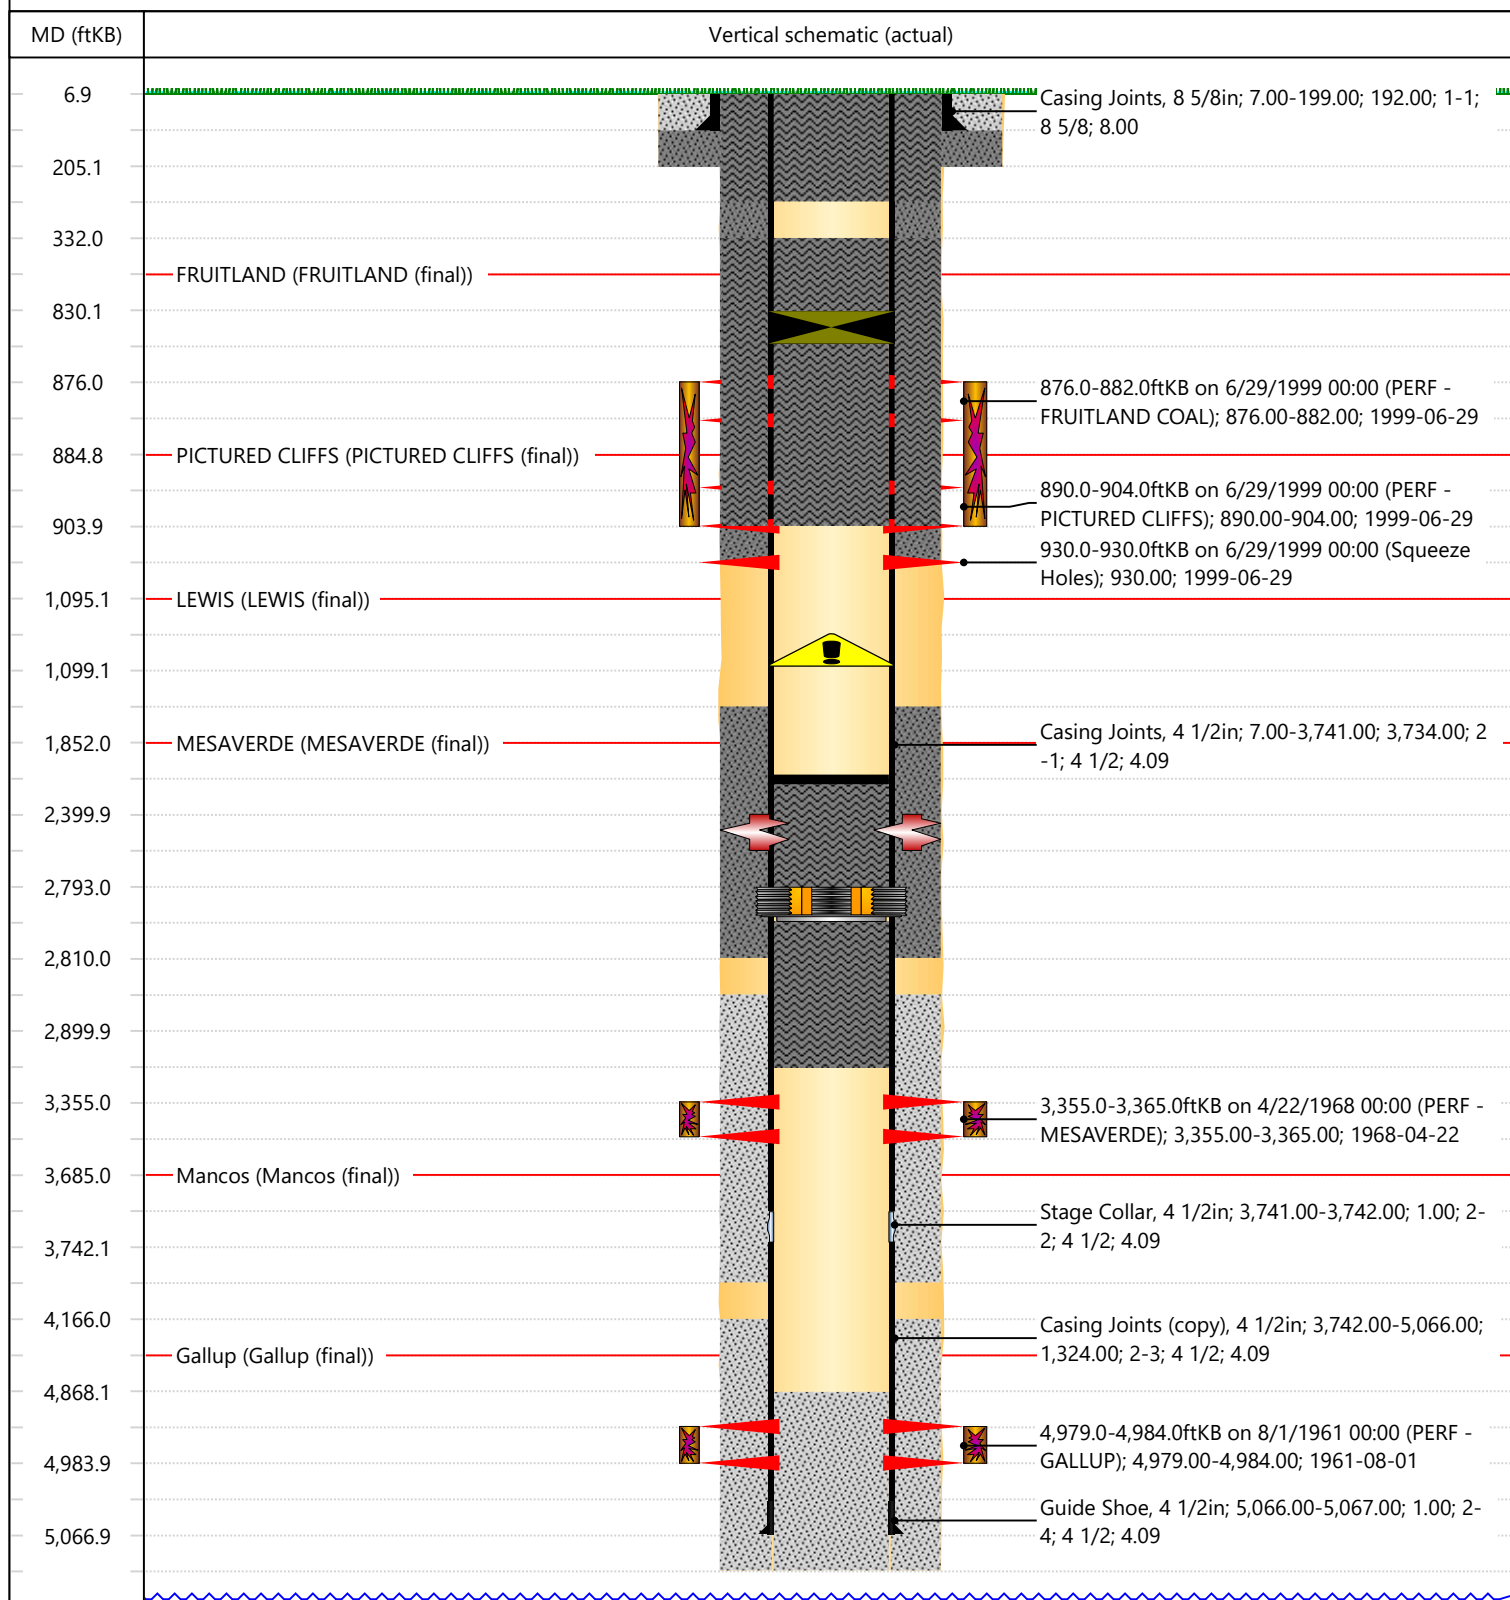 MD (ftKB)
Vertical schematic (actual)
6.9
Casing Joints, 8 5/8in; 7.00-199.00; 192.00; 1-1;
8 5/8; 8.00
205.1
332.0
FRUITLAND (FRUITLAND (final))
830.1
876.0
876.0-882.0ftKB on 6/29/1999 00:00 (PERF -
FRUITLAND COAL); 876.00-882.00; 1999-06-29
884.8
PICTURED CLIFFS (PICTURED CLIFFS (final))
890.0-904.0ftKB on 6/29/1999 00:00 (PERF -
PICTURED CLIFFS); 890.00-904.00; 1999-06-29
903.9
930.0-930.0ftKB on 6/29/1999 00:00 (Squeeze
Holes); 930.00; 1999-06-29
1,095.1
LEWIS (LEWIS (final))
1,099.1
1,852.0
MESAVERDE (MESAVERDE (final))
Casing Joints, 4 1/2in; 7.00-3,741.00; 3,734.00; 2
-1; 4 1/2; 4.09
2,399.9
2,793.0
2,810.0
2,899.9
3,355.0
3,355.0-3,365.0ftKB on 4/22/1968 00:00 (PERF -
MESAVERDE); 3,355.00-3,365.00; 1968-04-22
3,685.0
Mancos (Mancos (final))
Stage Collar, 4 1/2in; 3,741.00-3,742.00; 1.00; 2-
2; 4 1/2; 4.09
3,742.1
4,166.0
Casing Joints (copy), 4 1/2in; 3,742.00-5,066.00;
1,324.00; 2-3; 4 1/2; 4.09
Gallup (Gallup (final))
4,868.1
4,979.0-4,984.0ftKB on 8/1/1961 00:00 (PERF -
GALLUP); 4,979.00-4,984.00; 1961-08-01
4,983.9
Guide Shoe, 4 1/2in; 5,066.00-5,067.00; 1.00; 2-
4; 4 1/2; 4.09
5,066.9